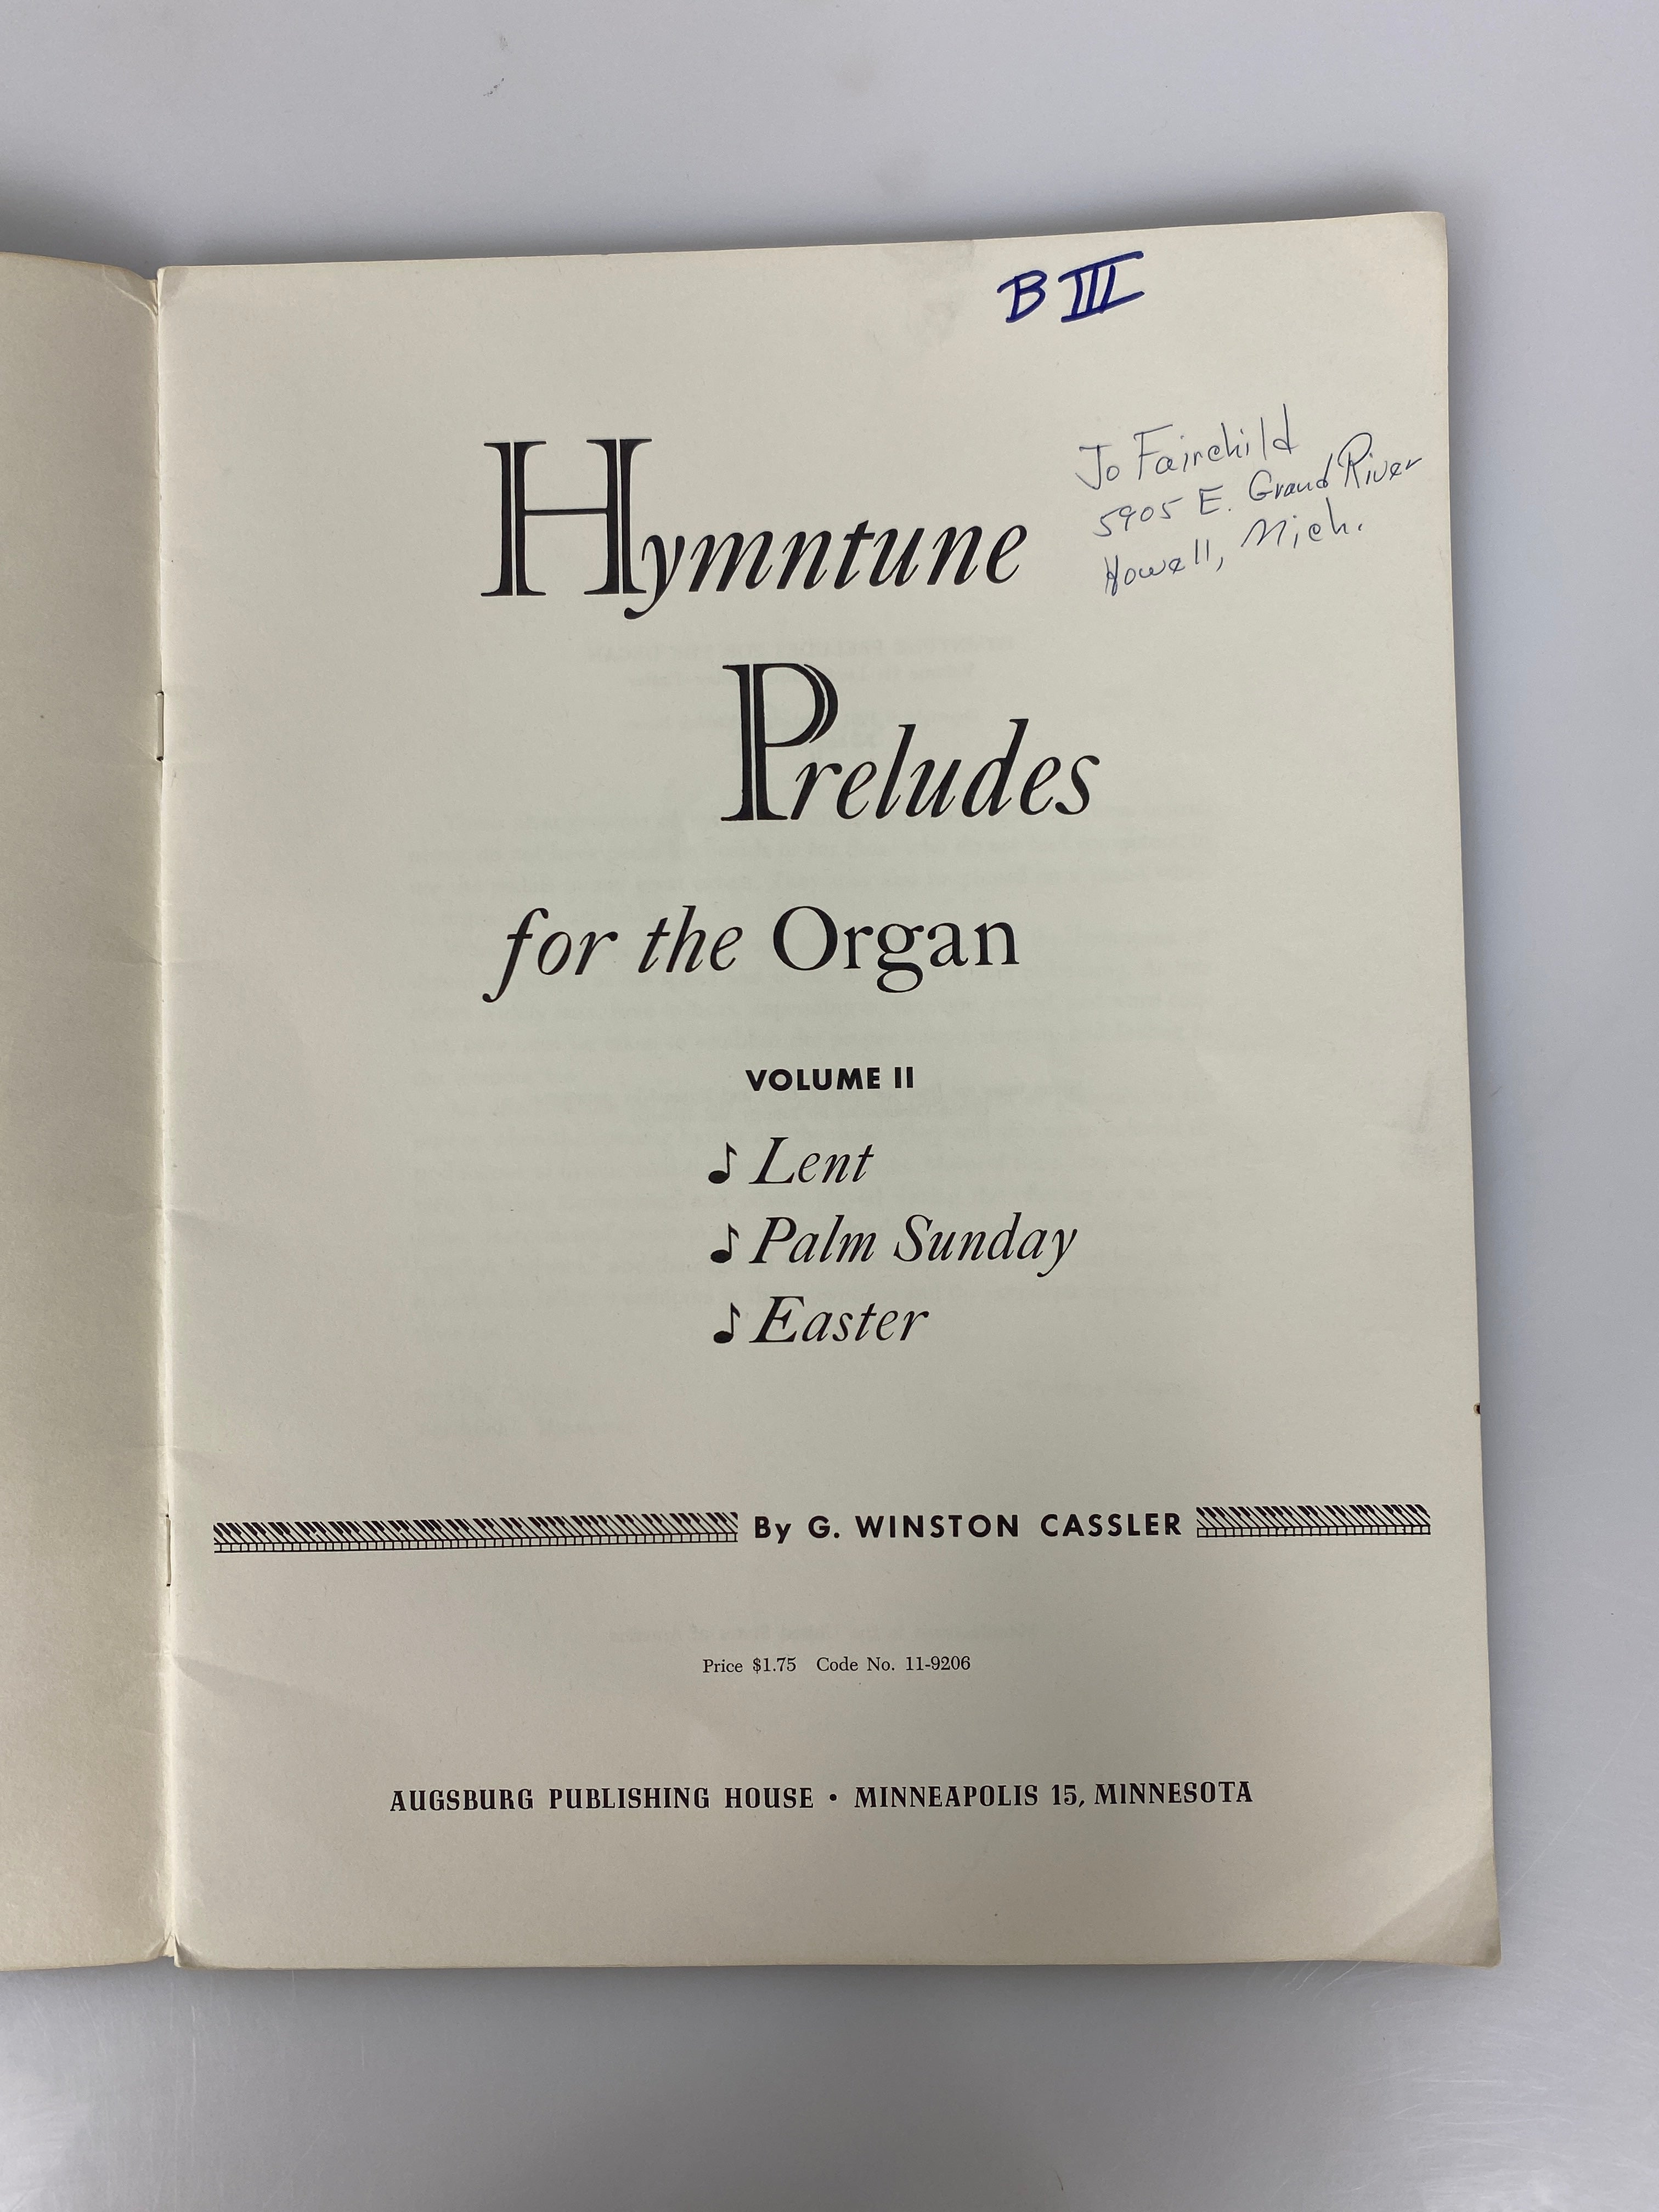 B III
Jo Fairchild
5905 E. Grand River
Howell, Mich.
Hymntune
Preludes
for the Organ
VOLUME II
♪ Lent
♪ Palm Sunday
♪ Easter
By G. WINSTON CASSLER
Price $1.75 Code No. 11-9206
AUGSBURG PUBLISHING HOUSE • MINNEAPOLIS 15, MINNESOTA